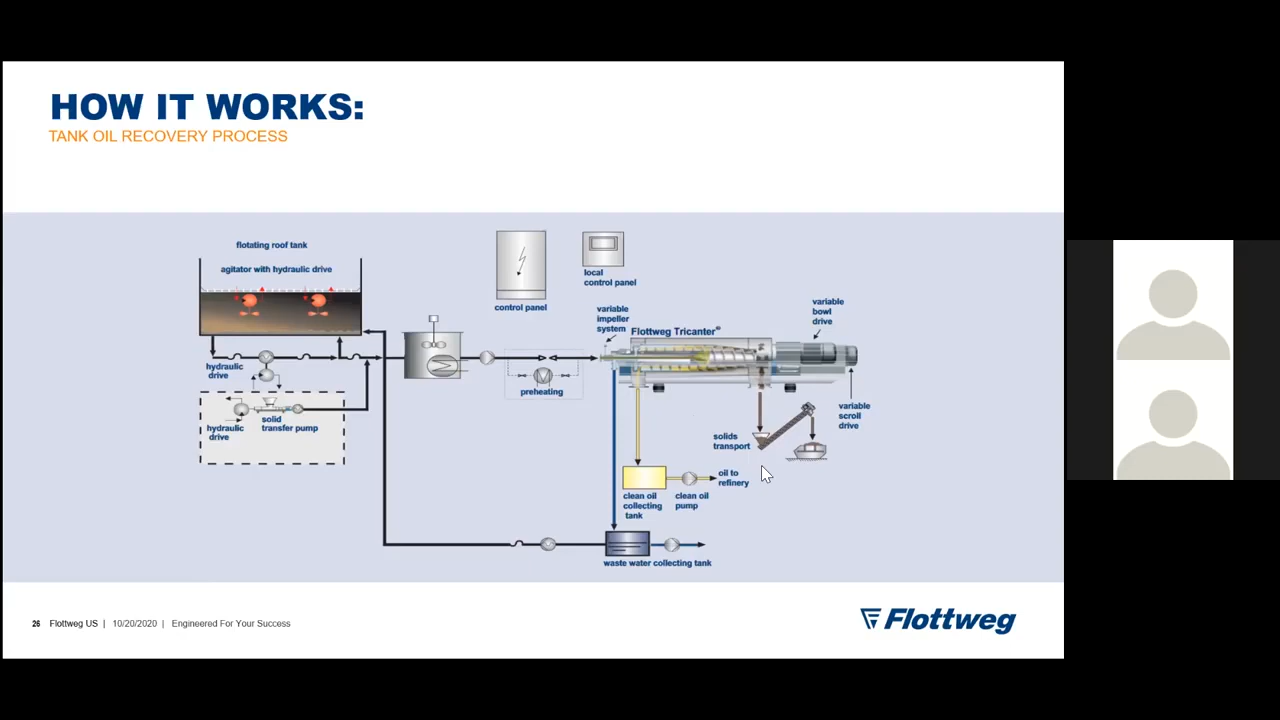 HOW IT WORKS:
TANK OIL RECOVERY PROCESS
flotating roof tank
agitator with hydraulic drive
control panel
local
control panel
variable
impeller
system
Flottweg Tricanter®
variable
bowl
drive
hydraulic
drive
preheating
variable
scroll
drive
hydraulic
drive
solid
transfer pump
solids
transport
oil to
refinery
clean oil
collecting
tank
clean oil
pump
waste water collecting tank
26 Flottweg US | 10/20/2020 | Engineered For Your Success
Flottweg